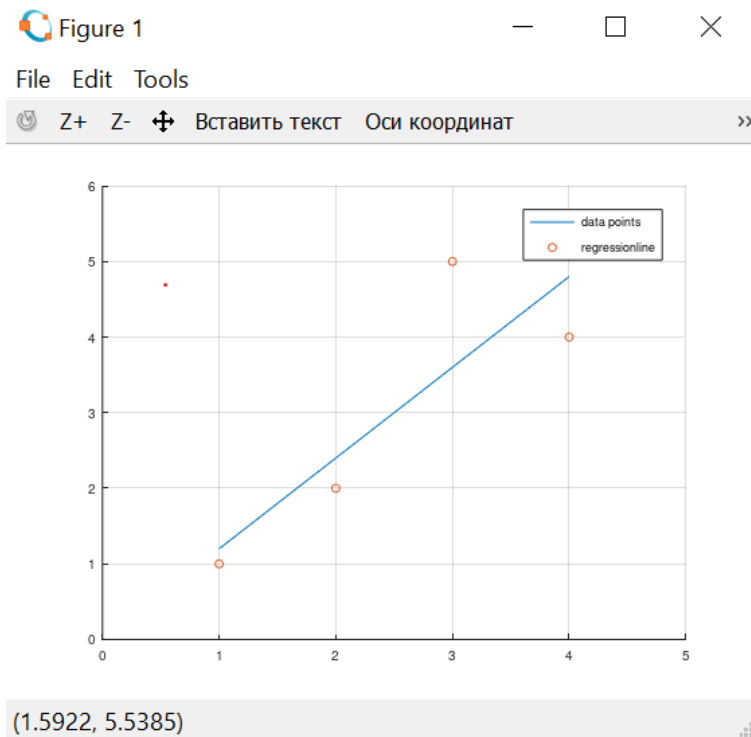 Figure 1
File Edit Tools
Z+ Z- Вставить текст Оси координат »
6
data points
regressionline
5
4
3
2
1
0
0 1 2 3 4 5
(1.5922, 5.5385)